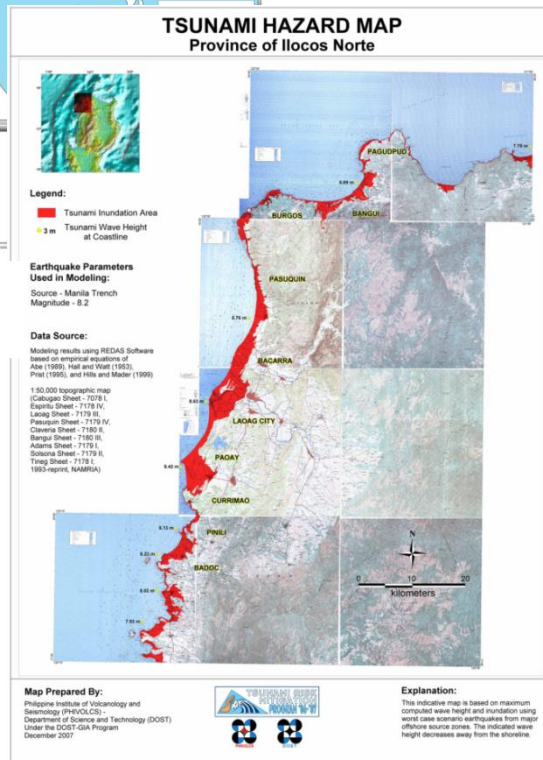 TSUNAMI HAZARD MAP
Province of Ilocos Norte
Legend:
Tsunami Inundation Area
3 m Tsunami Wave Height
at Coastline
Earthquake Parameters
Used in Modeling:
Source - Manila Trench
Magnitude - 8.2
Data Source:
Modeling results using REDAS Software
based on empirical equations of
Abe (1989), Hall and Watt (1953),
Prist (1995), and Hills and Mader (1999)
1:50,000 topographic map
(Cabugao Sheet - 7078 I,
Espiritu Sheet - 7178 IV,
Laoag Sheet - 7179 III,
Pasuquin Sheet - 7179 IV,
Claveria Sheet - 7180 II,
Bangui Sheet - 7180 III,
Adams Sheet - 7179 I,
Solsona Sheet - 7179 II,
Tineg Sheet - 7178 I;
1993-reprint, NAMRIA)
PAGUDPUD
BURGOS
BANGUI
PASUQUIN
BACARRA
LAOAG CITY
PAOAY
CURRIMAO
PINILI
BADOC
N
0 10 20
kilometers
Map Prepared By:
Philippine Institute of Volcanology and
Seismology (PHIVOLCS) -
Department of Science and Technology (DOST)
Under the DOST-GIA Program
December 2007
TSUNAMI RISK
MITIGATION
PHIVOLCS
DOST
Explanation:
This indicative map is based on maximum
computed wave height and inundation using
worst case scenario earthquakes from major
offshore source zones. The indicated wave
height decreases away from the shoreline.